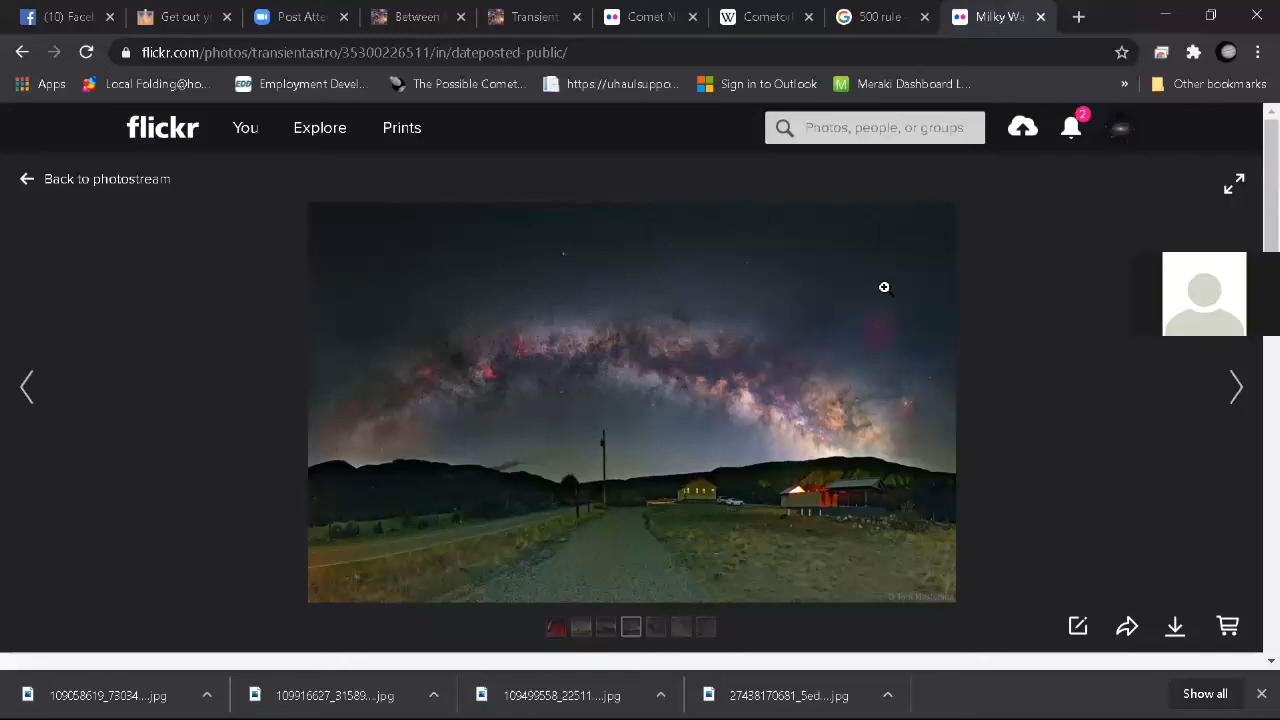 (10) Faceb
Get out yo
Post Atte
Between
Transient
Comet N
Cometor
500 rule
Milky Wa
flickr.com/photos/transientastro/35300226511/in/dateposted-public/
Apps
Local Folding@ho...
Employment Devel...
The Possible Comet...
https://uhaulsuppo...
Sign in to Outlook
Meraki Dashboard L...
»
Other bookmarks
flickr
You
Explore
Prints
Photos, people, or groups
2
Back to photostream
109058619_73034....jpg
109916627_31589....jpg
109499558_22511....jpg
27438170681_5ed....jpg
Show all